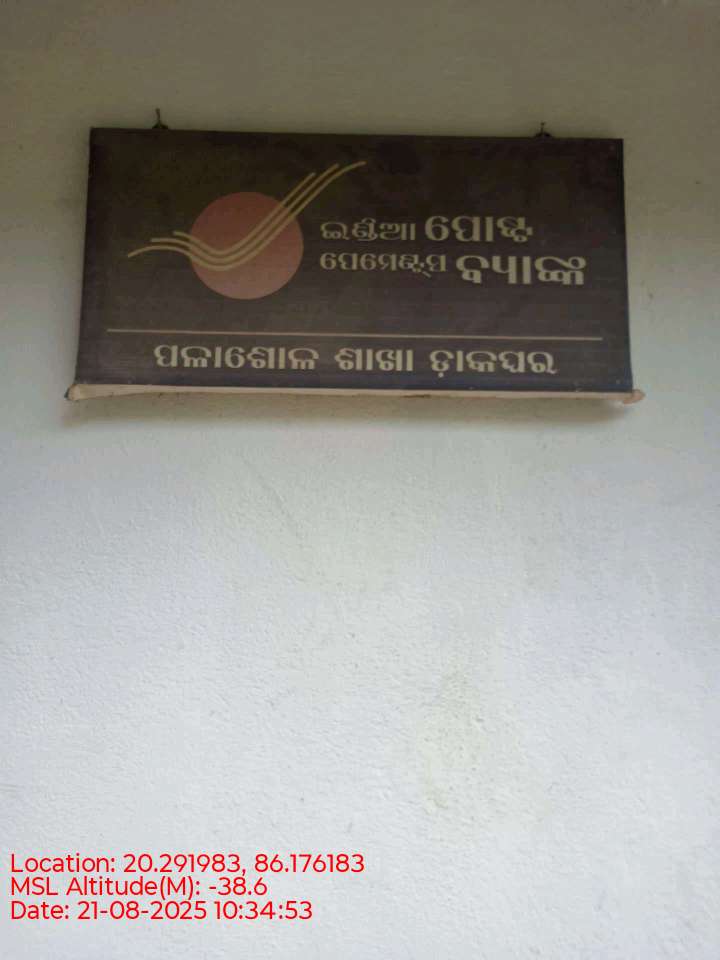 ଇଣ୍ଡିଆ ପୋଷ୍ଟ
ପେମେଣ୍ଟ୍ସ ବ୍ୟାଙ୍କ
ପଳାଶୋଳ ଶାଖା ଡ଼ାକଘର
Location: 20.291983, 86.176183
MSL Altitude(M): -38.6
Date: 21-08-2025 10:34:53